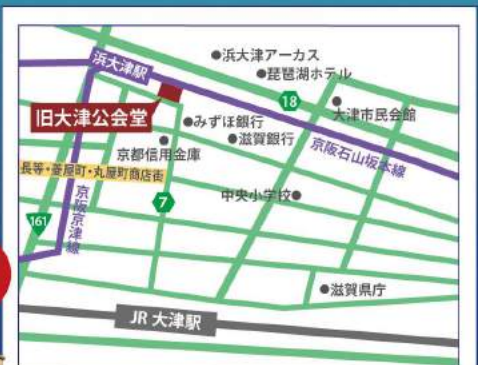 浜大津駅
●浜大津アーカス
●琵琶湖ホテル
18
大津市民会館
旧大津公会堂
●みずほ銀行
●滋賀銀行
京都信用金庫
京阪石山坂本線
長等・菱屋町・丸屋町商店街
京阪京津線
7
中央小学校●
161
●滋賀県庁
JR 大津駅